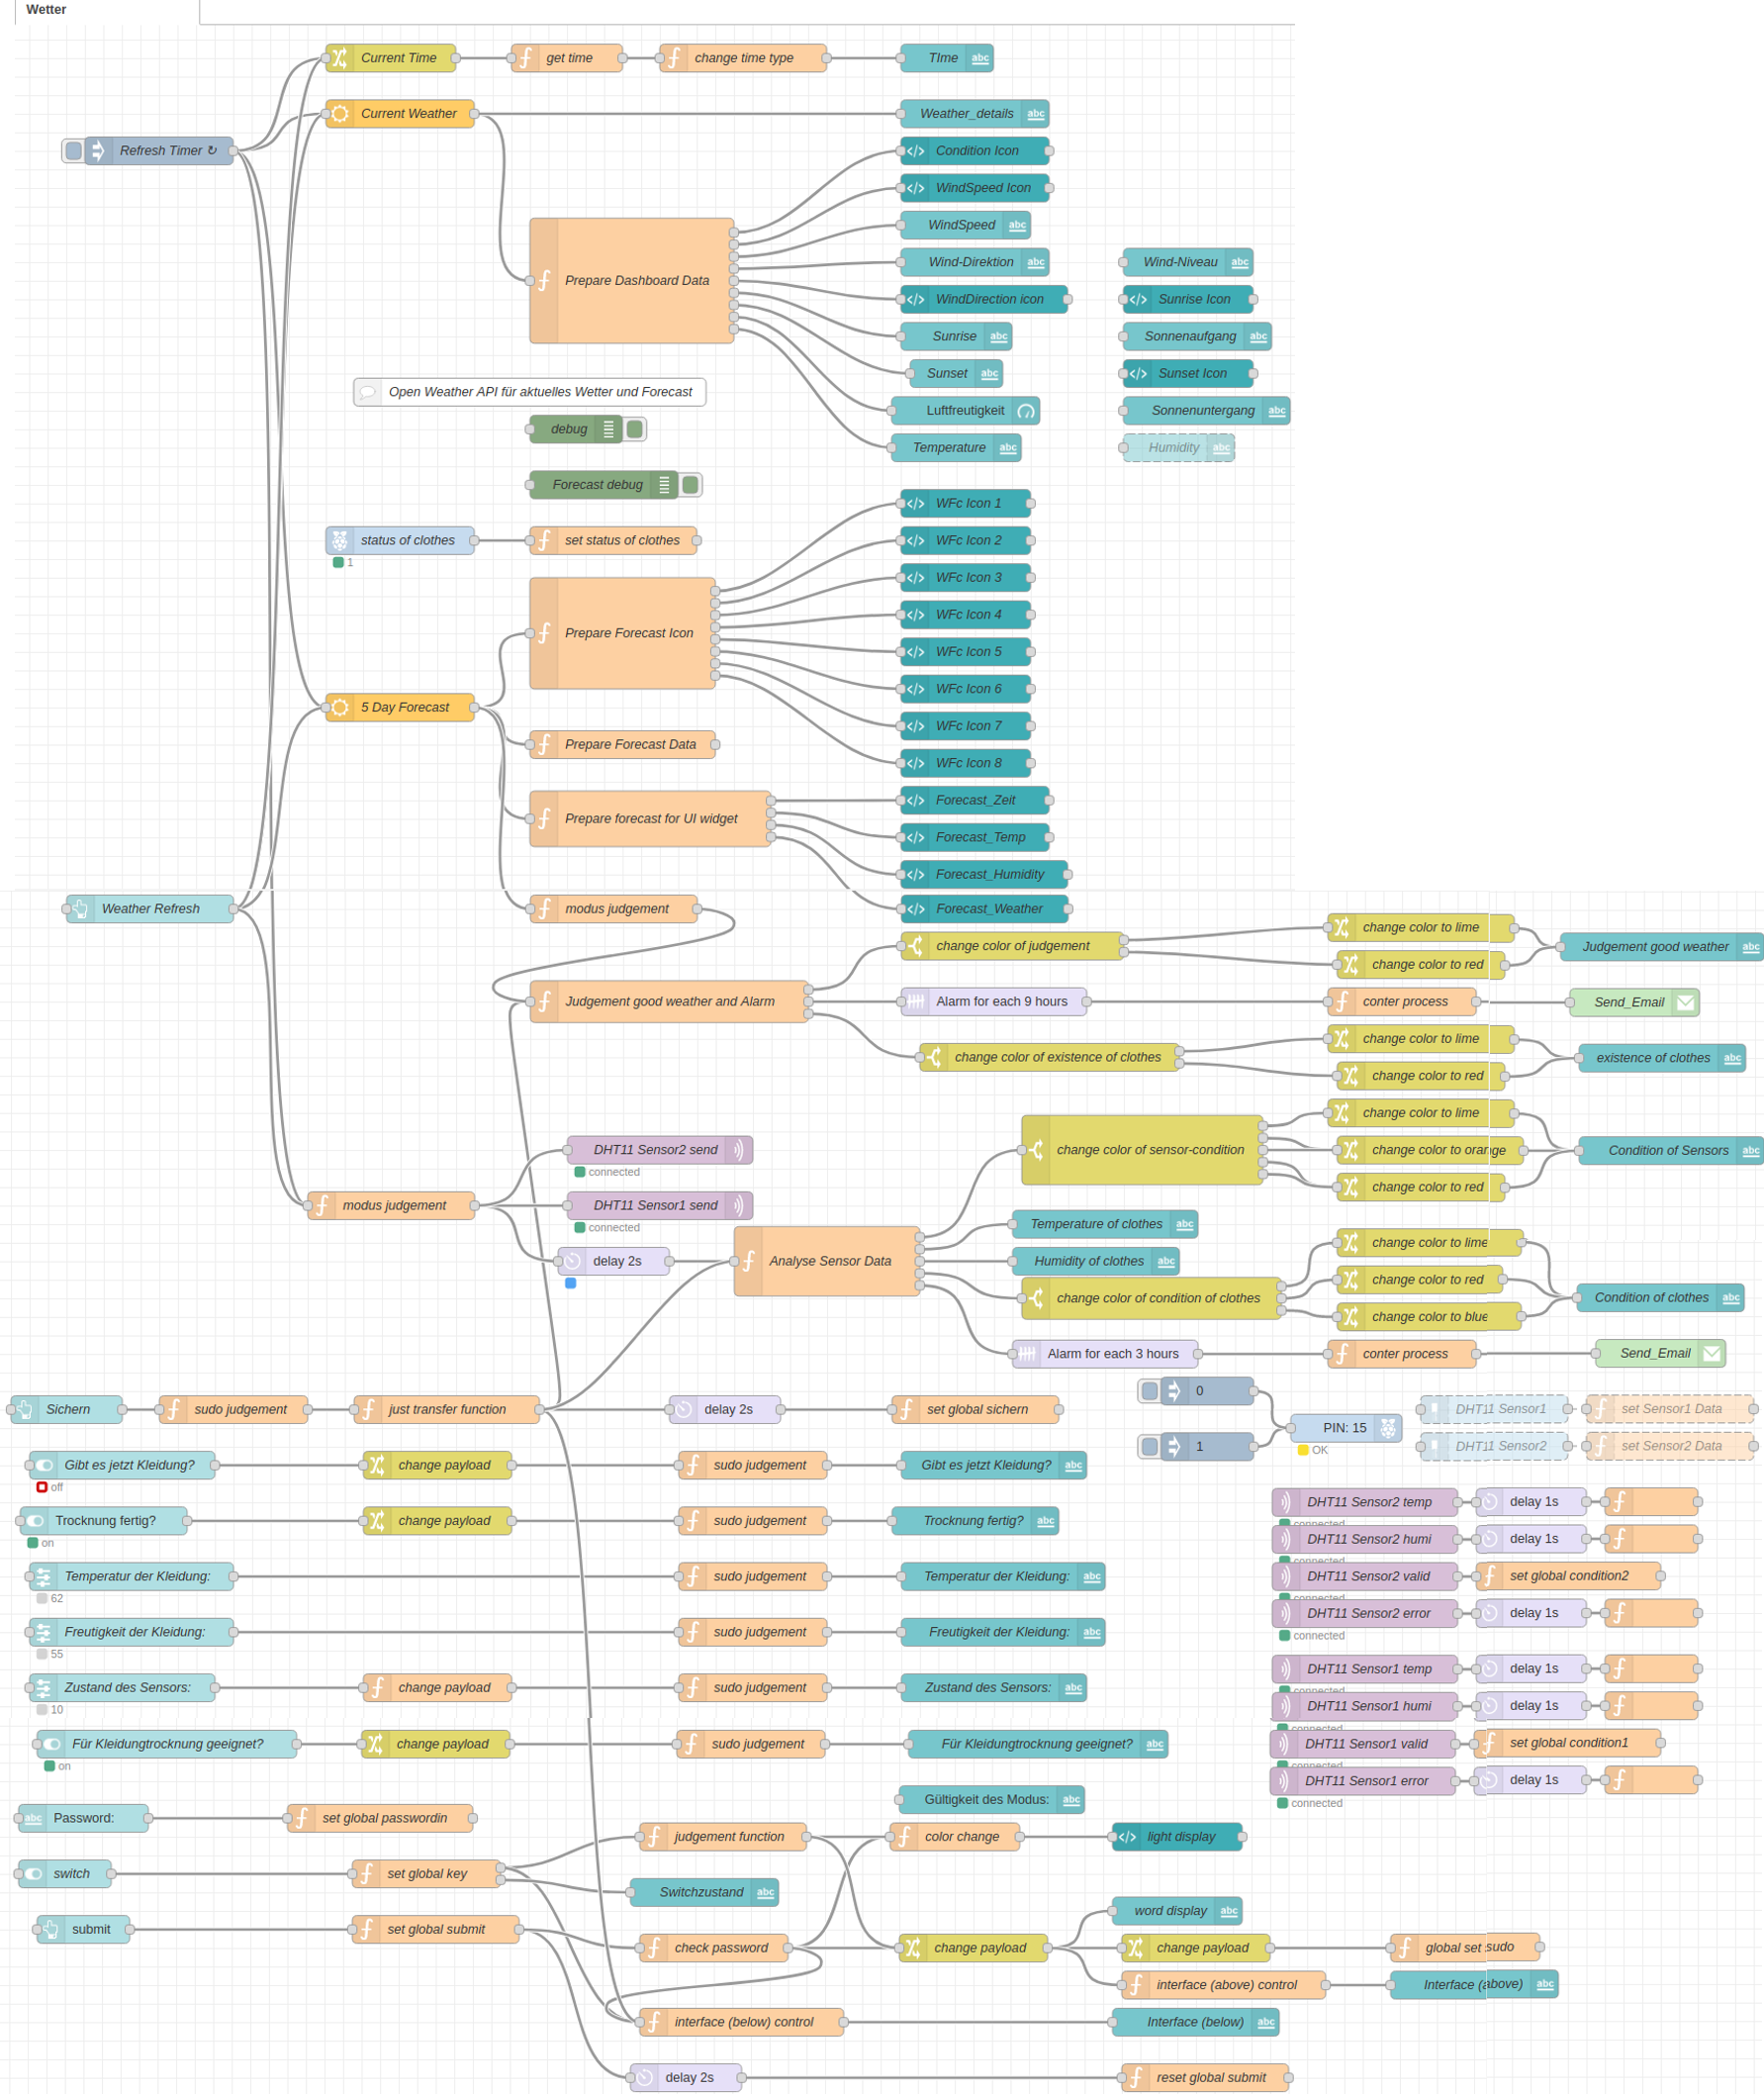 Wetter
Current Time
get time
change time type
TIme
abc
Current Weather
Weather_details
abc
Refresh Timer ↻
Condition Icon
WindSpeed Icon
WindSpeed
abc
Prepare Dashboard Data
Wind-Direktion
abc
Wind-Niveau
abc
WindDirection icon
Sunrise Icon
Sunrise
abc
Sonnenaufgang
abc
Sunset
abc
Sunset Icon
Open Weather API für aktuelles Wetter und Forecast
Luftfreutigkeit
Sonnenuntergang
abc
debug
Temperature
abc
Humidity
abc
Forecast debug
WFc Icon 1
status of clothes
1
set status of clothes
WFc Icon 2
WFc Icon 3
WFc Icon 4
Prepare Forecast Icon
WFc Icon 5
WFc Icon 6
5 Day Forecast
WFc Icon 7
Prepare Forecast Data
WFc Icon 8
Forecast_Zeit
Prepare forecast for UI widget
Forecast_Temp
Forecast_Humidity
Weather Refresh
modus judgement
Forecast_Weather
change color of judgement
change color to lime
Judgement good weather
abc
change color to red
Judgement good weather and Alarm
Alarm for each 9 hours
conter process
Send_Email
change color of existence of clothes
change color to lime
existence of clothes
abc
change color to red
change color to lime
DHT11 Sensor2 send
connected
change color of sensor-condition
change color to orange
Condition of Sensors
abc
change color to red
modus judgement
DHT11 Sensor1 send
connected
Temperature of clothes
abc
change color to lime
delay 2s
Analyse Sensor Data
Humidity of clothes
abc
change color to red
change color of condition of clothes
Condition of clothes
abc
change color to blue
Alarm for each 3 hours
conter process
Send_Email
0
Sichern
sudo judgement
just transfer function
delay 2s
set global sichern
PIN: 15
OK
DHT11 Sensor1
set Sensor1 Data
1
DHT11 Sensor2
set Sensor2 Data
Gibt es jetzt Kleidung?
off
change payload
sudo judgement
Gibt es jetzt Kleidung?
abc
DHT11 Sensor2 temp
connected
delay 1s
Trocknung fertig?
on
change payload
sudo judgement
Trocknung fertig?
abc
DHT11 Sensor2 humi
connected
delay 1s
Temperatur der Kleidung:
62
sudo judgement
Temperatur der Kleidung:
abc
DHT11 Sensor2 valid
connected
set global condition2
DHT11 Sensor2 error
connected
delay 1s
Freutigkeit der Kleidung:
55
sudo judgement
Freutigkeit der Kleidung:
abc
DHT11 Sensor1 temp
connected
delay 1s
Zustand des Sensors:
10
change payload
sudo judgement
Zustand des Sensors:
abc
DHT11 Sensor1 humi
connected
delay 1s
Für Kleidungtrocknung geeignet?
on
change payload
sudo judgement
Für Kleidungtrocknung geeignet?
abc
DHT11 Sensor1 valid
connected
set global condition1
DHT11 Sensor1 error
connected
delay 1s
Gültigkeit des Modus:
abc
abc
Password:
set global passwordin
judgement function
color change
light display
switch
set global key
Switchzustand
abc
word display
abc
submit
set global submit
check password
change payload
change payload
global set sudo
interface (above) control
Interface (above)
abc
interface (below) control
Interface (below)
abc
delay 2s
reset global submit